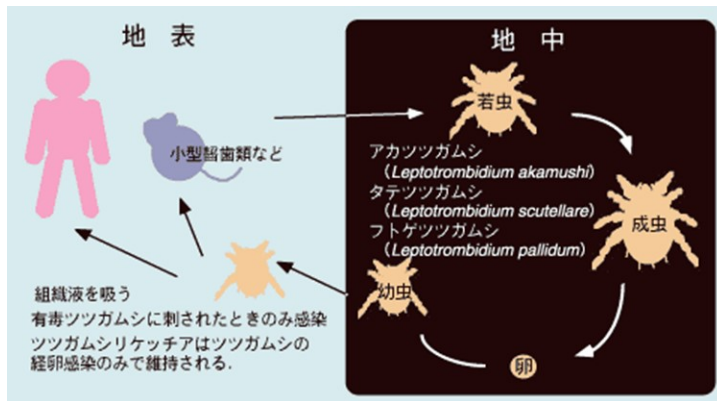 地表
地中
若虫
小型齧歯類など
アカツツガムシ
（Leptotrombidium akamushi）
タテツツガムシ
（Leptotrombidium scutellare）
フトゲツツガムシ
（Leptotrombidium pallidum）
成虫
幼虫
卵
組織液を吸う
有毒ツツガムシに刺されたときのみ感染
ツツガムシリケッチアはツツガムシの
経卵感染のみで維持される.